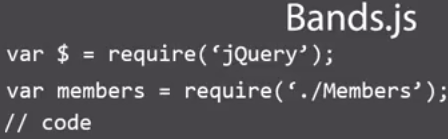 Bands.js
var $ = require(‘jQuery’);
var members = require(‘./Members’);
// code